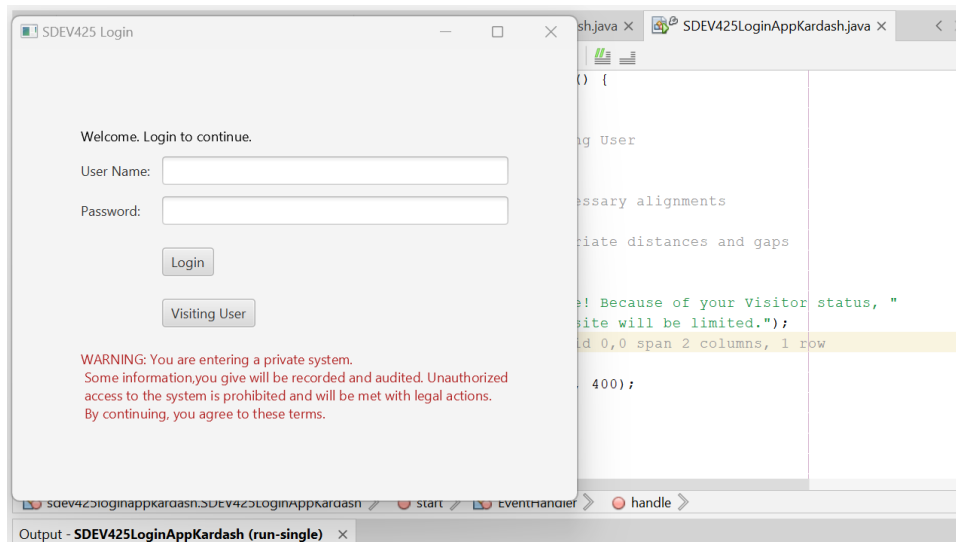 SDEV425 Login
sh.java
SDEV425LoginAppKardash.java
() {
Welcome. Login to continue.
ng User
User Name:
essary alignments
Password:
riate distances and gaps
Login
e! Because of your Visitor status, "
Visiting User
site will be limited.");
id 0,0 span 2 columns, 1 row
WARNING: You are entering a private system.
Some information,you give will be recorded and audited. Unauthorized
, 400);
access to the system is prohibited and will be met with legal actions.
By continuing, you agree to these terms.
sdev425loginappkardash.SDEV425LoginAppKardash
start
EventHandler
handle
Output - SDEV425LoginAppKardash (run-single)